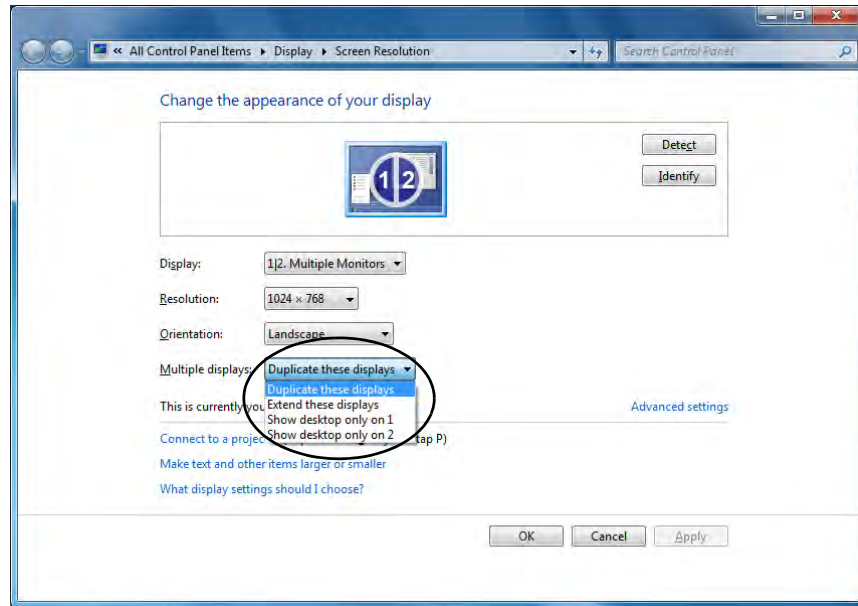 « All Control Panel Items ▸ Display ▸ Screen Resolution Search Control Panel
Change the appearance of your display
1 2
Detect
Identify
Display: 1|2. Multiple Monitors
Resolution: 1024 × 768
Orientation: Landscape
Multiple displays: Duplicate these displays
Duplicate these displays
Extend these displays
This is currently Advanced settings
Show desktop only on 1
Show desktop only on 2
Connect to a tap P)
Make text and other items larger or smaller
What display settings should I choose?
OK Cancel Apply